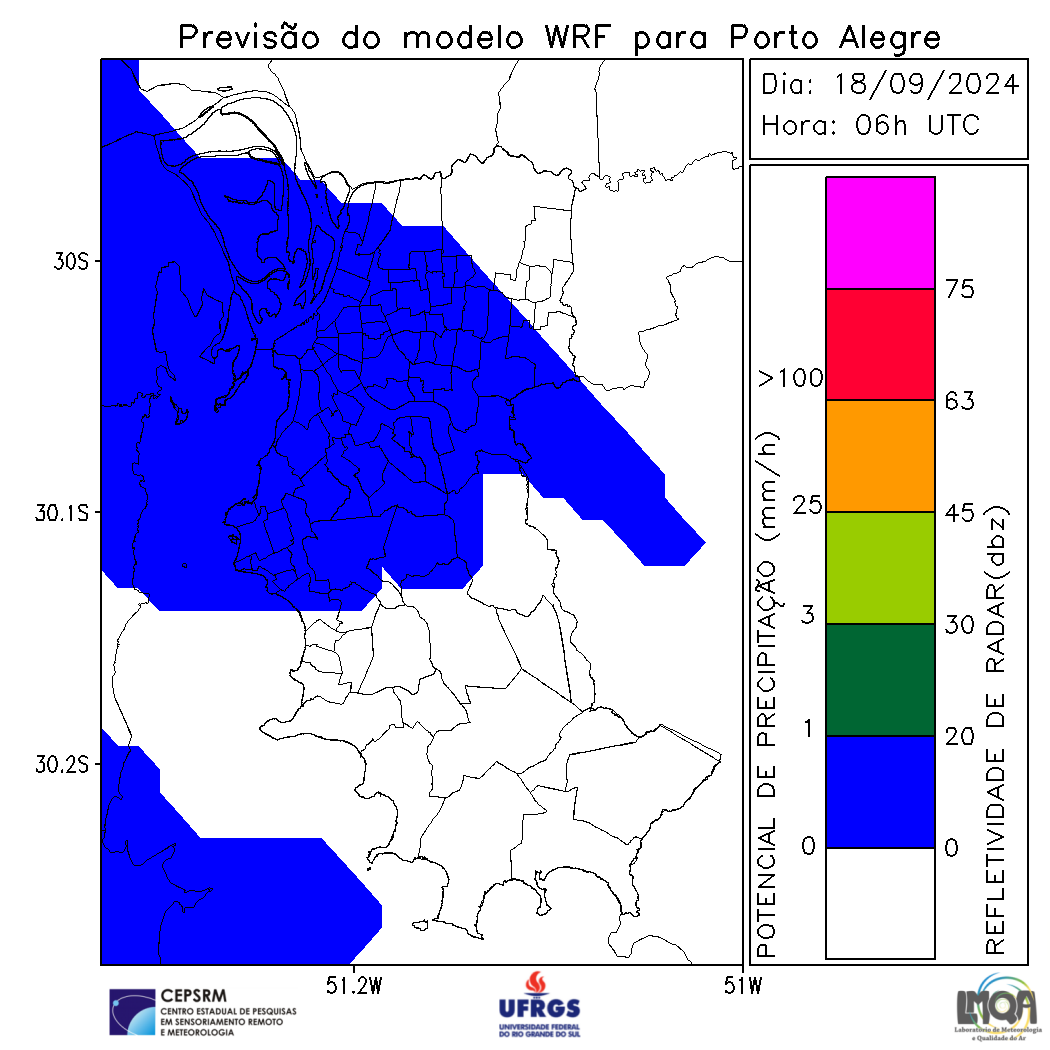 Previsão do modelo WRF para Porto Alegre
Dia: 18/09/2024
Hora: 06h UTC
30S
30.1S
30.2S
51.2W
51W
POTENCIAL DE PRECIPITAÇÃO (mm/h)
>100
25
3
1
0
75
63
45
30
20
0
REFLETIVIDADE DE RADAR(dbz)
CEPSRM
CENTRO ESTADUAL DE PESQUISAS
EM SENSORIAMENTO REMOTO
E METEOROLOGIA
UFRGS
UNIVERSIDADE FEDERAL
DO RIO GRANDE DO SUL
LMQA
Laboratório de Meteorologia
e Qualidade do Ar